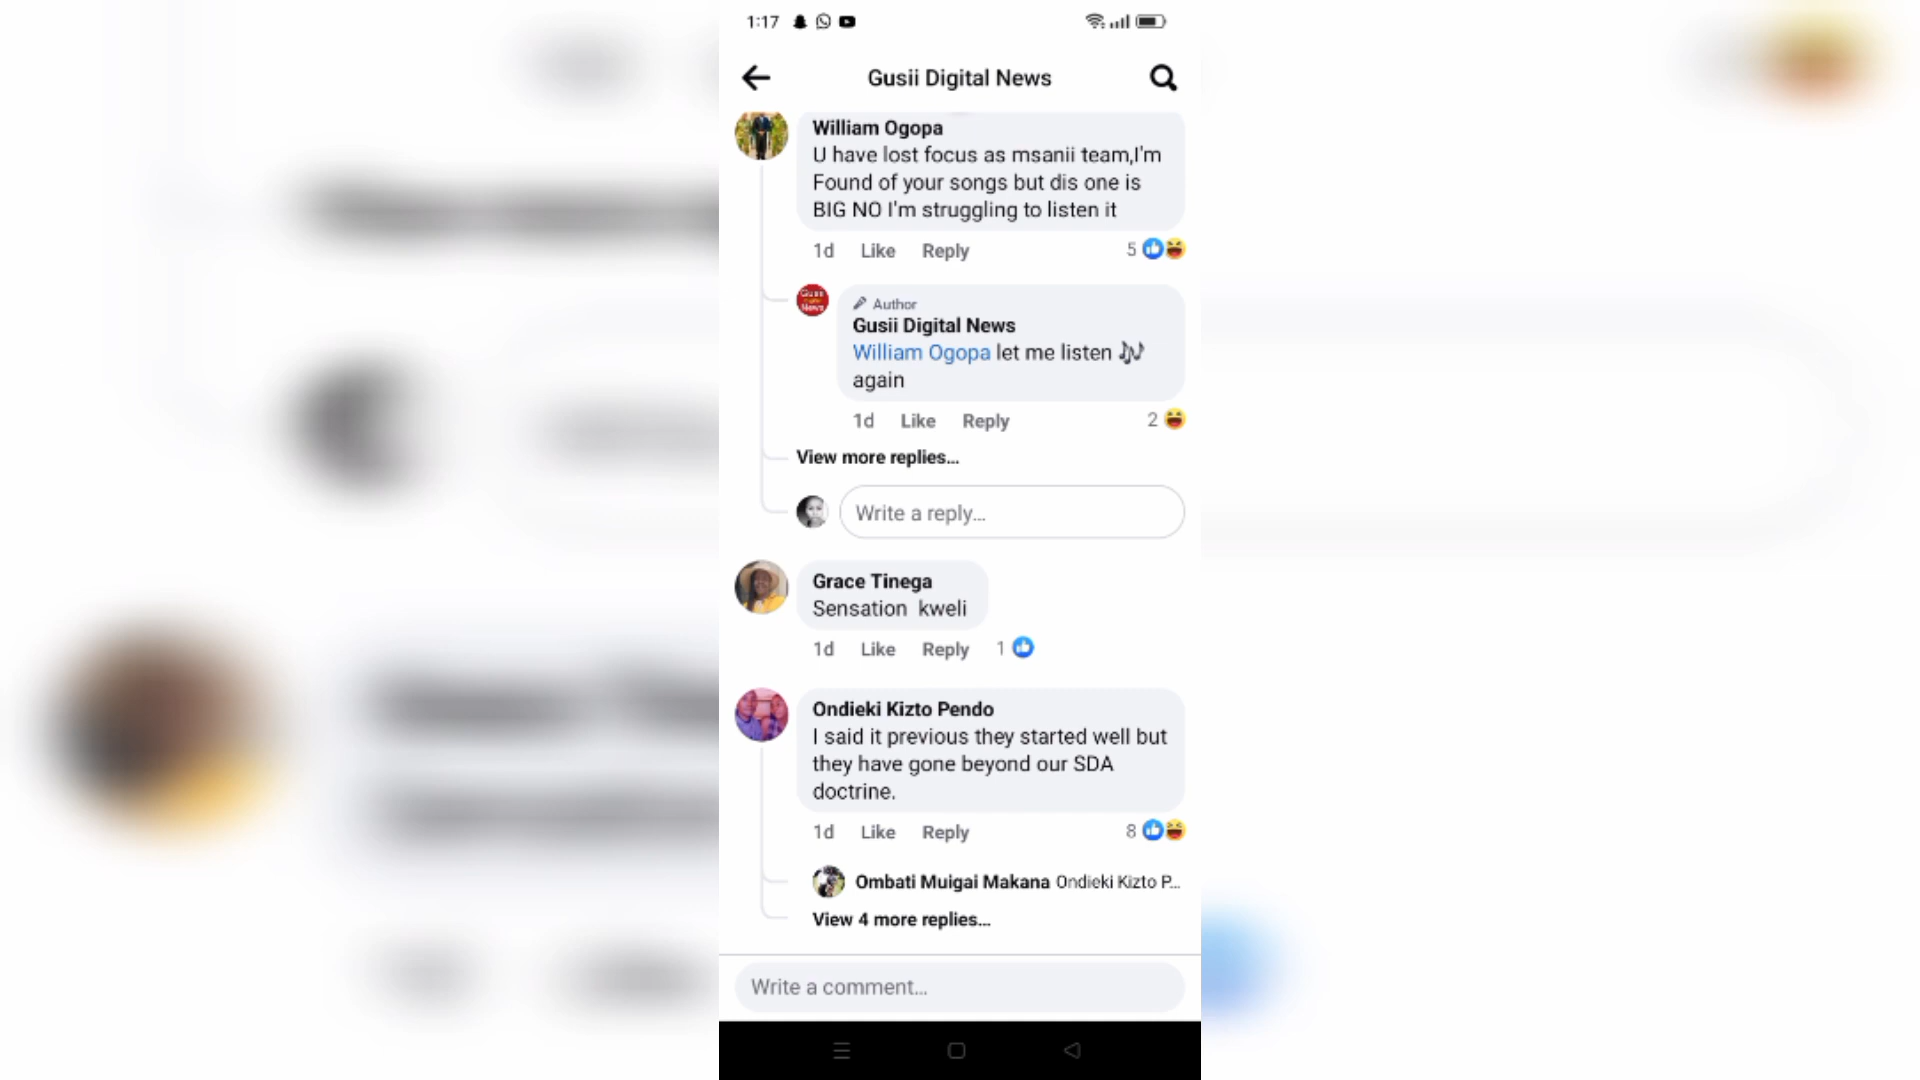 1:17
Gusii Digital News
William Ogopa
U have lost focus as msanii team,I'm
Found of your songs but dis one is
BIG NO I'm struggling to listen it
1d Like Reply 5
Author
Gusii Digital News
William Ogopa let me listen 🎶
again
1d Like Reply 2
View more replies...
Write a reply...
Grace Tinega
Sensation kweli
1d Like Reply 1
Ondieki Kizto Pendo
I said it previous they started well but
they have gone beyond our SDA
doctrine.
1d Like Reply 8
Ombati Muigai Makana Ondieki Kizto P...
View 4 more replies...
Write a comment...